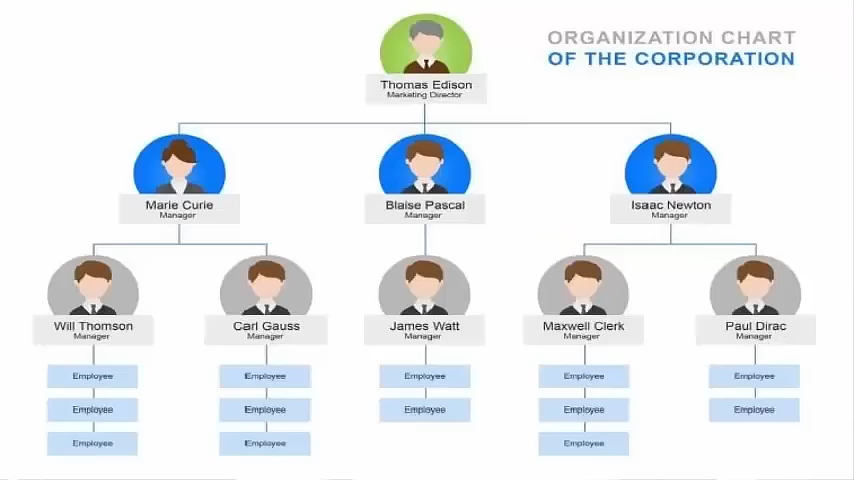 ORGANIZATION CHART
OF THE CORPORATION
Thomas Edison
Marketing Director
Marie Curie
Manager
Blaise Pascal
Manager
Isaac Newton
Manager
Will Thomson
Manager
Carl Gauss
Manager
James Watt
Manager
Maxwell Clerk
Manager
Paul Dirac
Manager
Employee
Employee
Employee
Employee
Employee
Employee
Employee
Employee
Employee
Employee
Employee
Employee
Employee